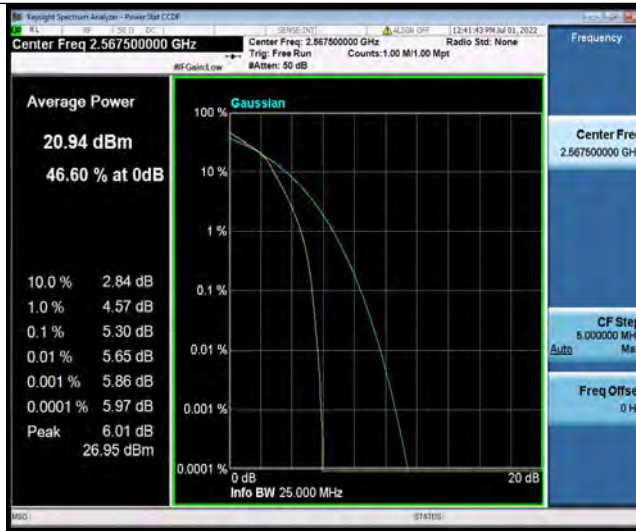 Keysight Spectrum Analyzer - Power Stat CCDF
RL RF 50 Ω DC SENSE:INT ALIGN OFF 12:41:43 PM Jul 01, 2022
Center Freq 2.567500000 GHz
Center Freq: 2.567500000 GHz Radio Std: None
Trig: Free Run Counts:1.00 M/1.00 Mpt
#IFGain:Low #Atten: 50 dB
Frequency
Average Power
20.94 dBm
46.60 % at 0dB
10.0 % 2.84 dB
1.0 % 4.57 dB
0.1 % 5.30 dB
0.01 % 5.65 dB
0.001 % 5.86 dB
0.0001 % 5.97 dB
Peak 6.01 dB
26.95 dBm
Gaussian
100 %
10 %
1 %
0.1 %
0.01 %
0.001 %
0.0001 %
0 dB 20 dB
Info BW 25.000 MHz
Center Fre
2.567500000 GH
CF Step
5.000000 MH
Auto Ma
Freq Offse
0 H
MSG STATUS